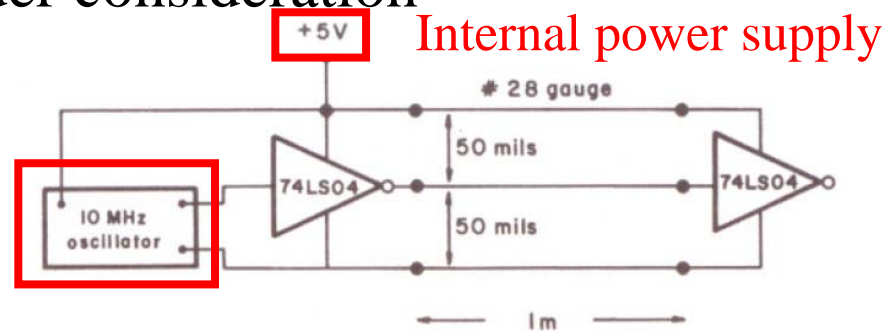 +5V Internal power supply
# 28 gauge
50 mils
74LS04
74LS04
10 MHz
oscillator
50 mils
1m